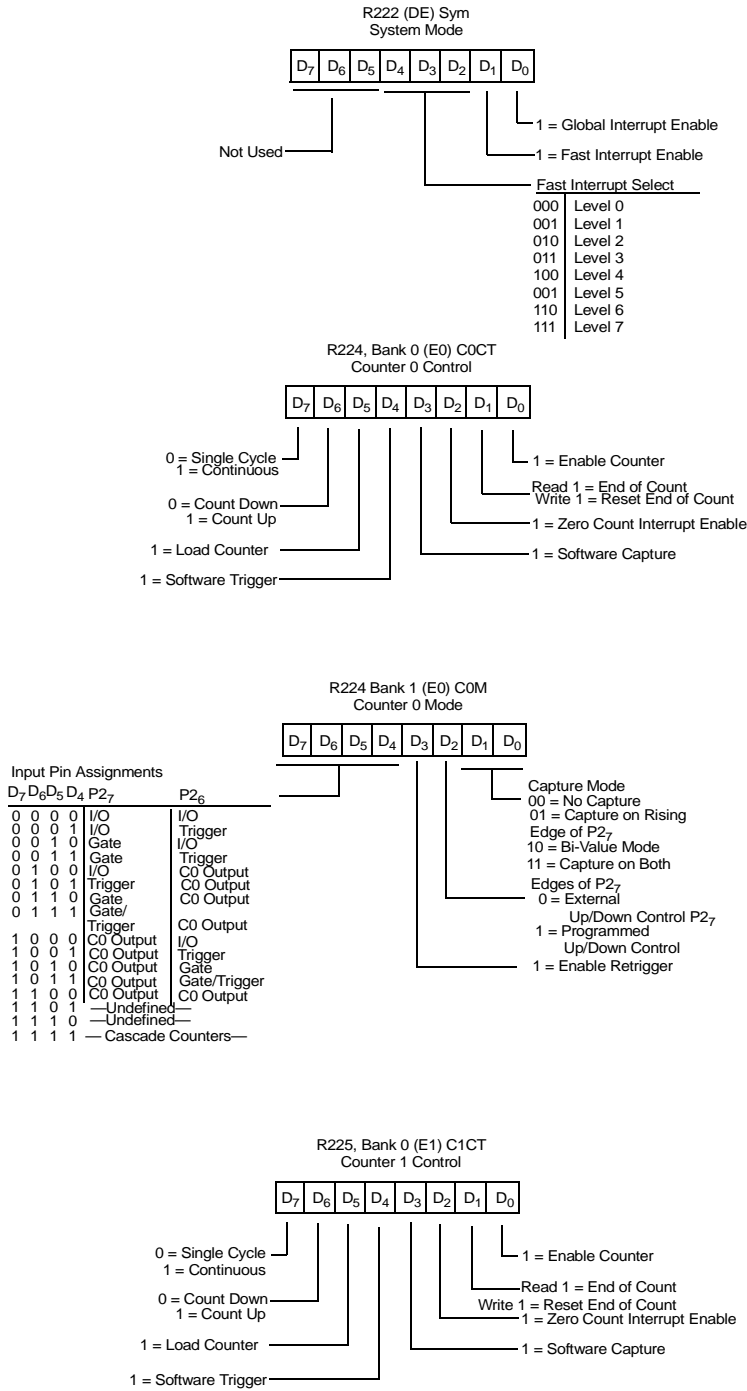 R222 (DE) Sym
System Mode
D7 D6 D5 D4 D3 D2 D1 D0
1 = Global Interrupt Enable
Not Used
1 = Fast Interrupt Enable
Fast Interrupt Select
000 Level 0
001 Level 1
010 Level 2
011 Level 3
100 Level 4
001 Level 5
110 Level 6
111 Level 7
R224, Bank 0 (E0) C0CT
Counter 0 Control
D7 D6 D5 D4 D3 D2 D1 D0
0 = Single Cycle
1 = Continuous
1 = Enable Counter
Read 1 = End of Count
Write 1 = Reset End of Count
0 = Count Down
1 = Count Up
1 = Zero Count Interrupt Enable
1 = Load Counter
1 = Software Capture
1 = Software Trigger
R224 Bank 1 (E0) C0M
Counter 0 Mode
D7 D6 D5 D4 D3 D2 D1 D0
Input Pin Assignments
D7 D6 D5 D4 P27 P26
0 0 0 0 I/O I/O
0 0 0 1 I/O Trigger
0 0 1 0 Gate I/O
0 0 1 1 Gate Trigger
0 1 0 0 I/O C0 Output
0 1 0 1 Trigger C0 Output
0 1 1 0 Gate C0 Output
0 1 1 1 Gate/
Trigger C0 Output
1 0 0 0 C0 Output I/O
1 0 0 1 C0 Output Trigger
1 0 1 0 C0 Output Gate
1 0 1 1 C0 Output Gate/Trigger
1 1 0 0 C0 Output C0 Output
1 1 0 1 —Undefined—
1 1 1 0 —Undefined—
1 1 1 1 — Cascade Counters—
Capture Mode
00 = No Capture
01 = Capture on Rising
Edge of P27
10 = Bi-Value Mode
11 = Capture on Both
Edges of P27
0 = External
Up/Down Control P27
1 = Programmed
Up/Down Control
1 = Enable Retrigger
R225, Bank 0 (E1) C1CT
Counter 1 Control
D7 D6 D5 D4 D3 D2 D1 D0
0 = Single Cycle
1 = Continuous
1 = Enable Counter
Read 1 = End of Count
Write 1 = Reset End of Count
0 = Count Down
1 = Count Up
1 = Zero Count Interrupt Enable
1 = Load Counter
1 = Software Capture
1 = Software Trigger